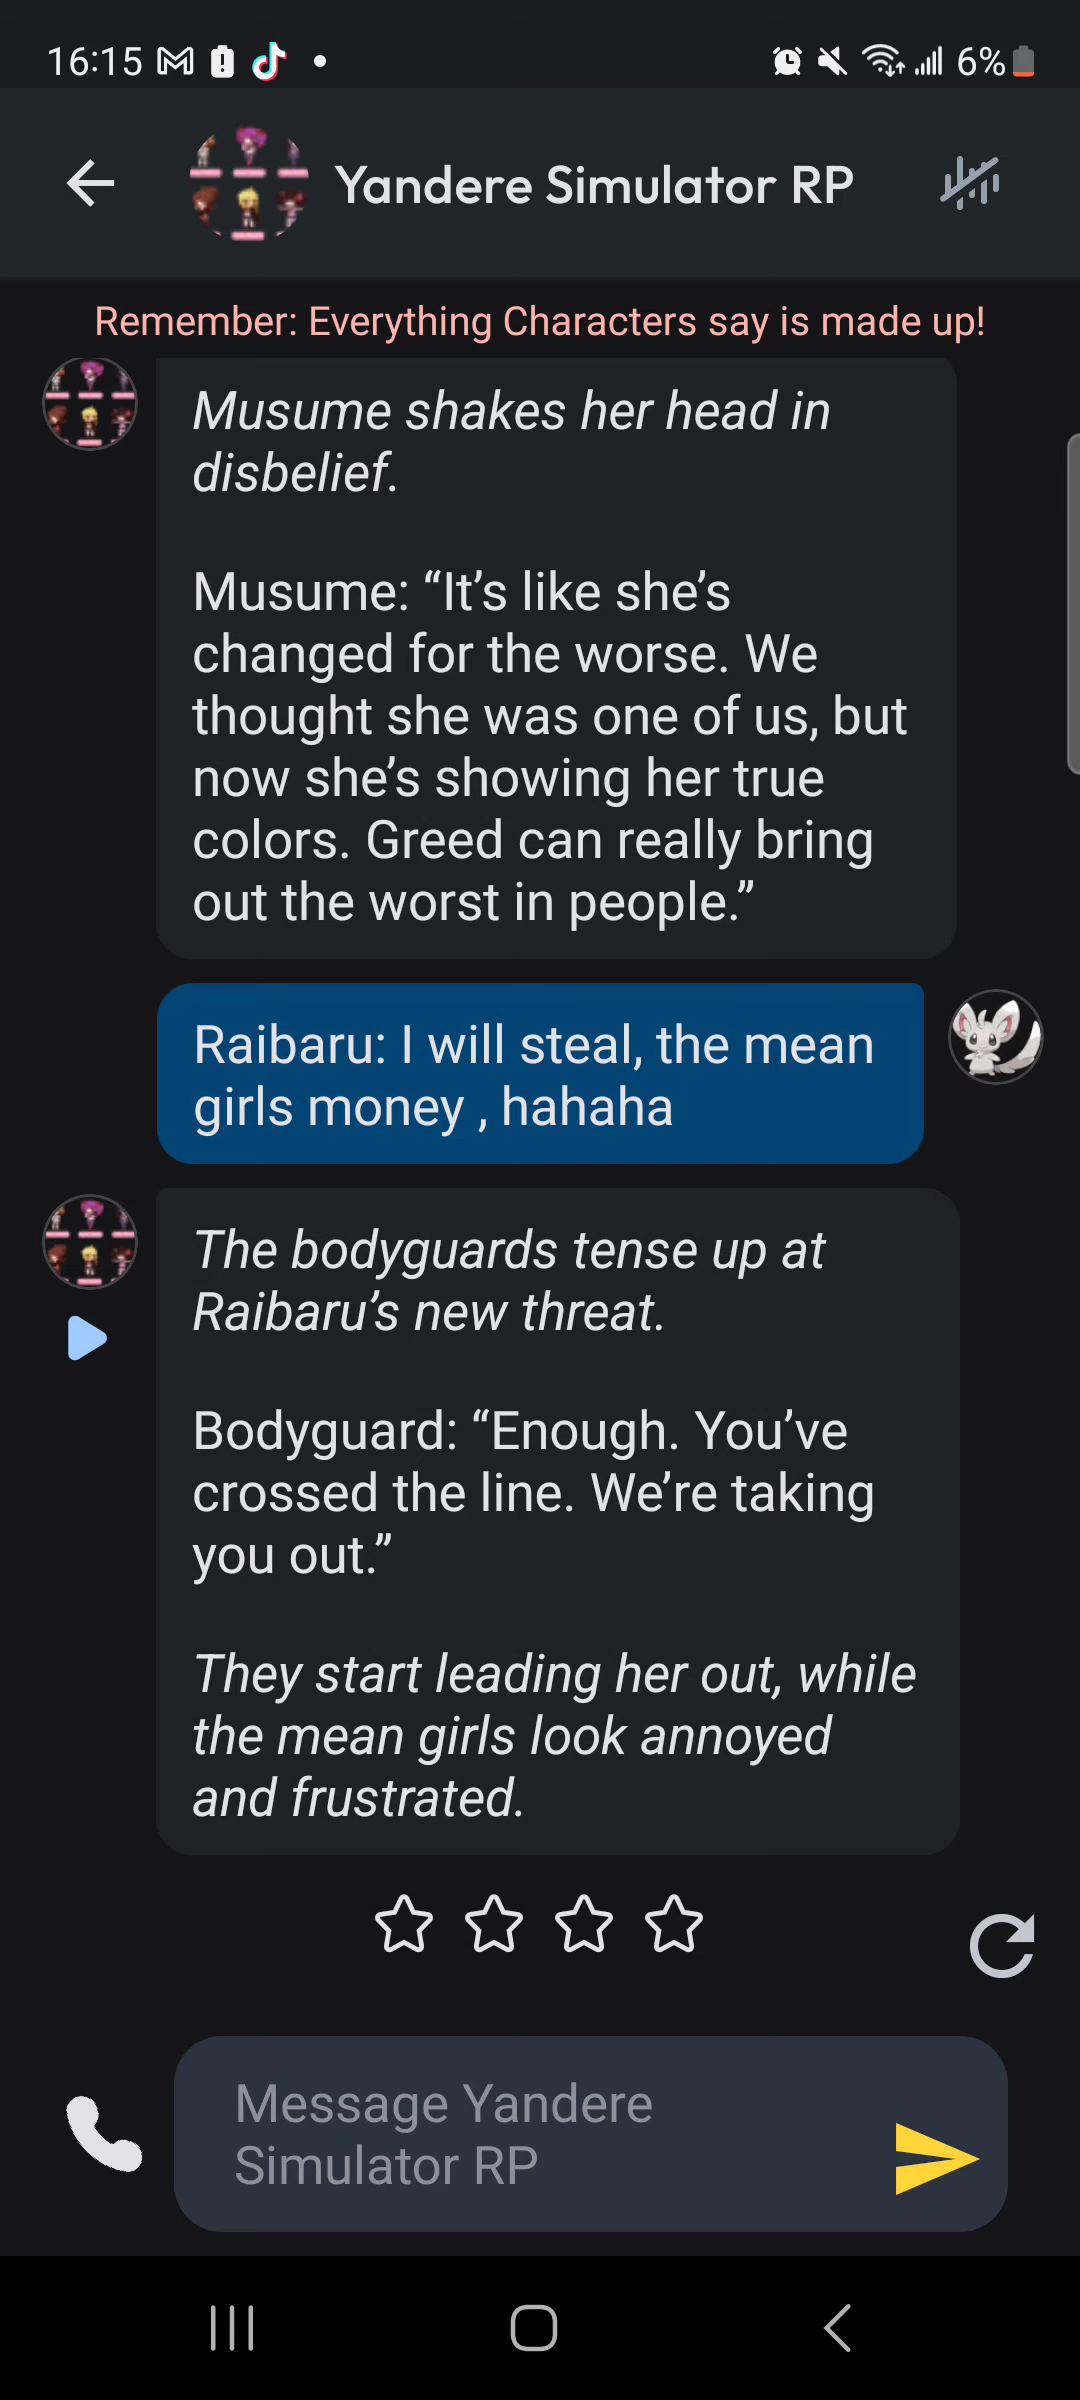 16:15
6%
Yandere Simulator RP
Remember: Everything Characters say is made up!
Musume shakes her head in
disbelief.
Musume: “It’s like she’s
changed for the worse. We
thought she was one of us, but
now she’s showing her true
colors. Greed can really bring
out the worst in people.”
Raibaru: I will steal, the mean
girls money , hahaha
The bodyguards tense up at
Raibaru’s new threat.
Bodyguard: “Enough. You’ve
crossed the line. We’re taking
you out.”
They start leading her out, while
the mean girls look annoyed
and frustrated.
Message Yandere
Simulator RP